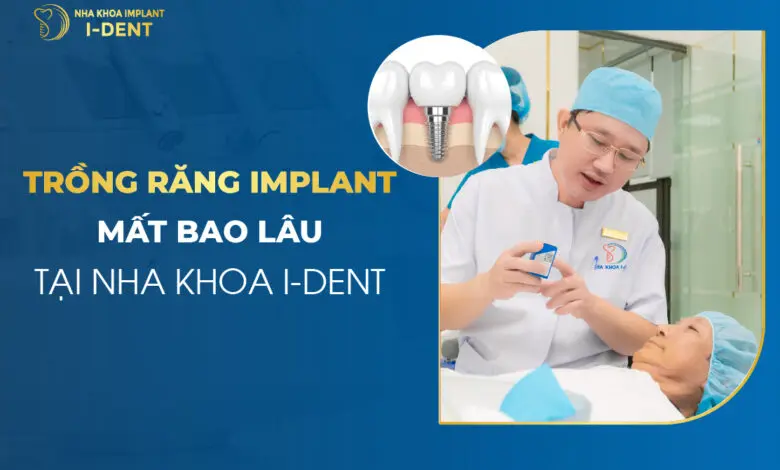 NHA KHOA IMPLANT
I-DENT
TRỒNG RĂNG IMPLANT
MẤT BAO LÂU
TẠI NHA KHOA I-DENT